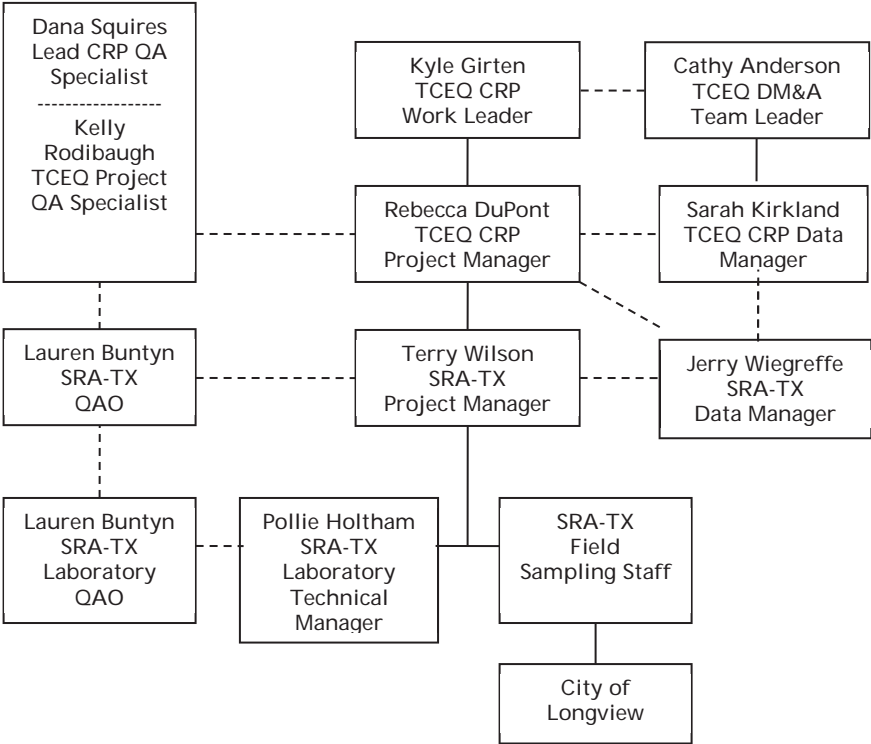 Dana Squires
Lead CRP QA
Specialist
-------------------
Kelly
Rodibaugh
TCEQ Project
QA Specialist
Kyle Girten
TCEQ CRP
Work Leader
Cathy Anderson
TCEQ DM&A
Team Leader
Rebecca DuPont
TCEQ CRP
Project Manager
Sarah Kirkland
TCEQ CRP Data
Manager
Lauren Buntyn
SRA-TX
QAO
Terry Wilson
SRA-TX
Project Manager
Jerry Wiegreffe
SRA-TX
Data Manager
Lauren Buntyn
SRA-TX
Laboratory
QAO
Pollie Holtham
SRA-TX
Laboratory
Technical
Manager
SRA-TX
Field
Sampling Staff
City of
Longview